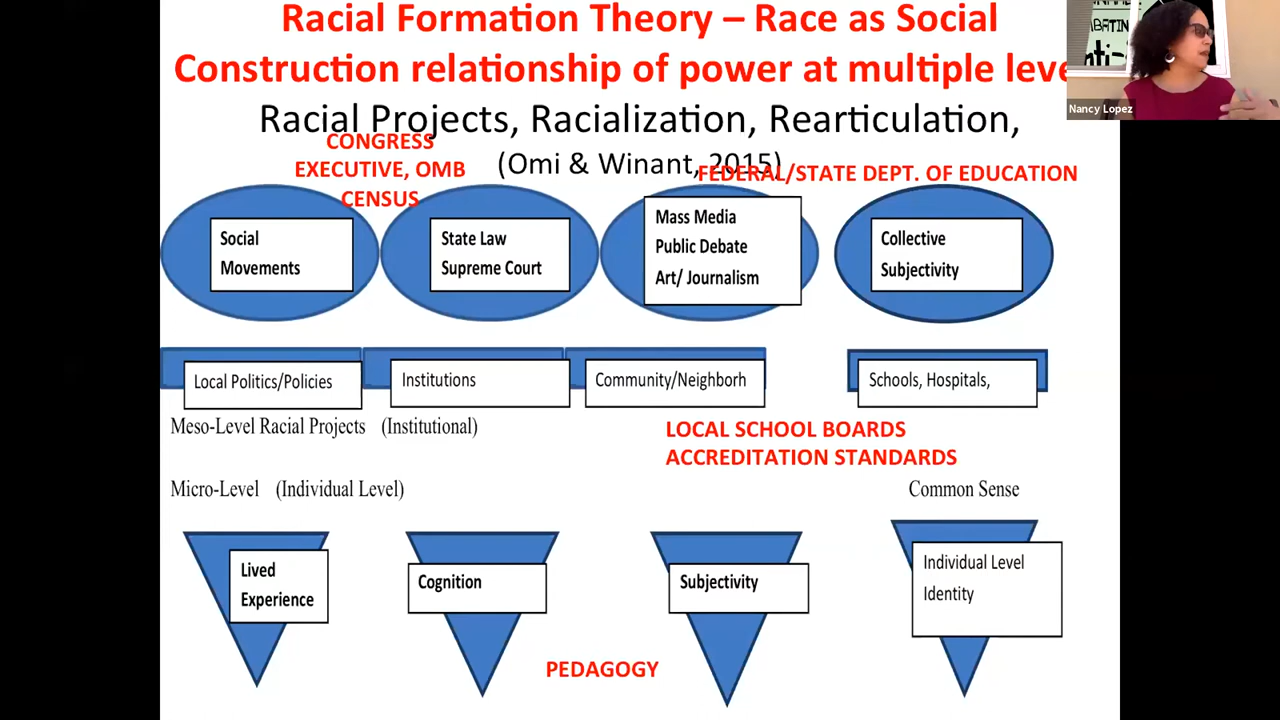 Racial Formation Theory – Race as Social
Construction relationship of power at multiple leve
Racial Projects, Racialization, Rearticulation,
(Omi & Winant, 2015)
CONGRESS
EXECUTIVE, OMB
CENSUS
FEDERAL/STATE DEPT. OF EDUCATION
Nancy Lopez
Social
Movements
State Law
Supreme Court
Mass Media
Public Debate
Art/ Journalism
Collective
Subjectivity
Local Politics/Policies
Institutions
Community/Neighborh
Schools, Hospitals,
Meso-Level Racial Projects (Institutional)
LOCAL SCHOOL BOARDS
ACCREDITATION STANDARDS
Micro-Level (Individual Level)
Common Sense
Lived
Experience
Cognition
Subjectivity
Individual Level
Identity
PEDAGOGY